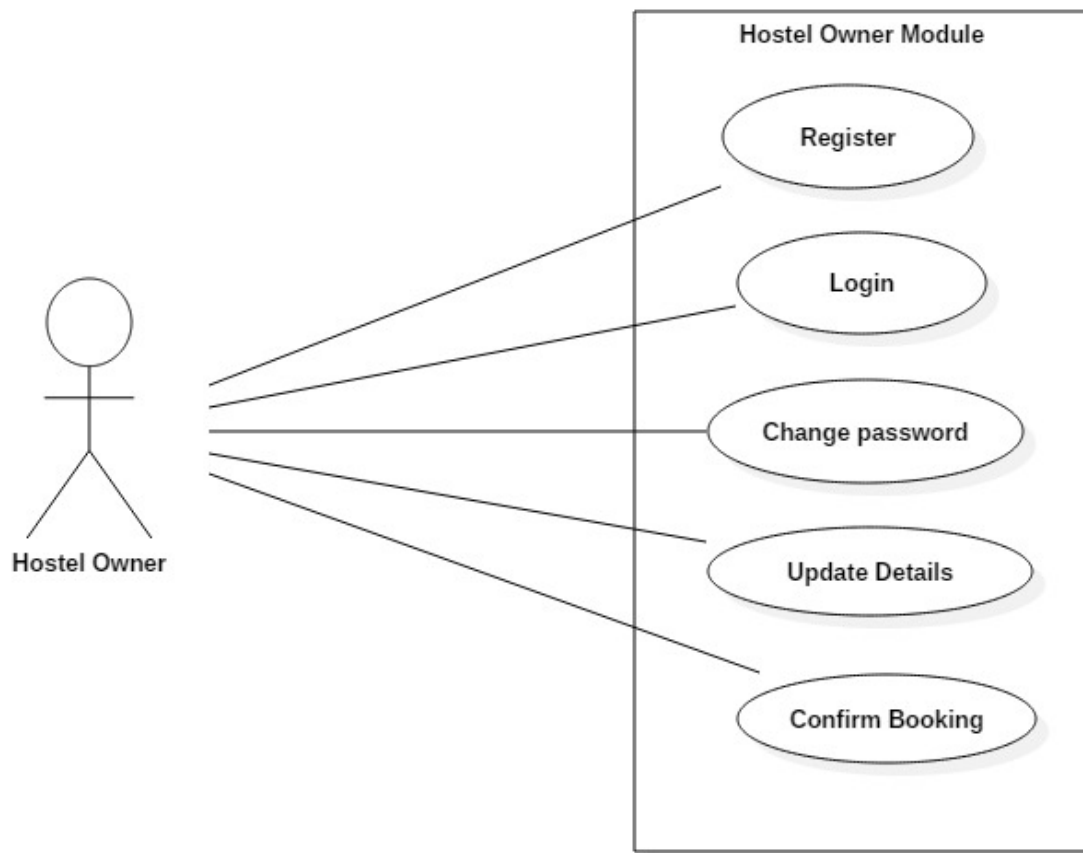 Hostel Owner Module
Register
Login
Change password
Update Details
Confirm Booking
Hostel Owner